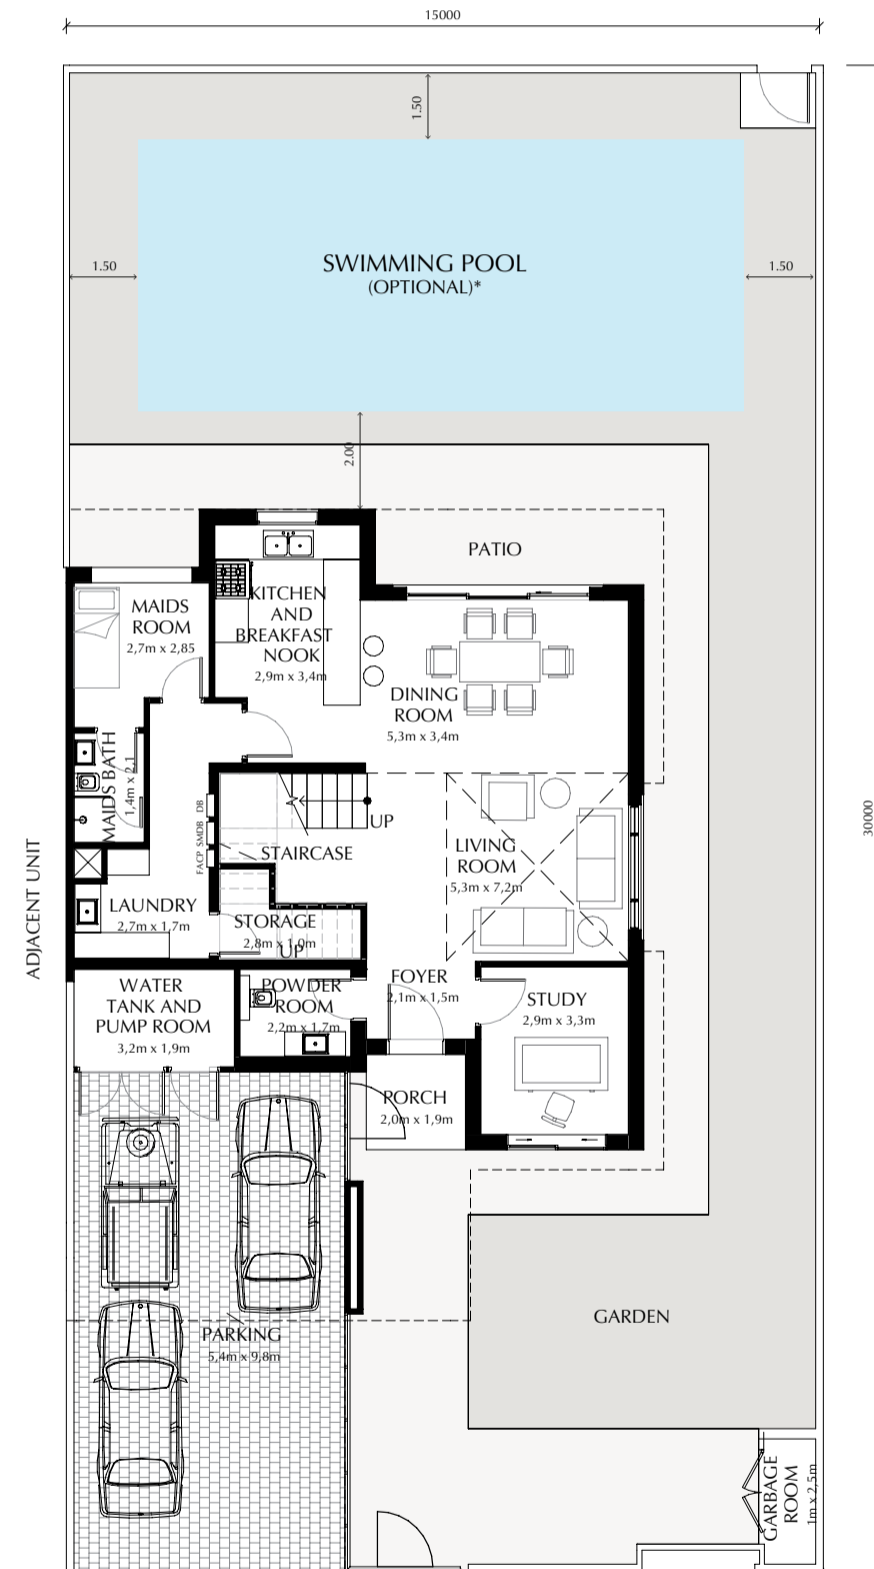 15000
1.50
SWIMMING POOL
(OPTIONAL)*
1.50
1.50
2.00
PATIO
KITCHEN
AND
BREAKFAST
NOOK
2,9m x 3,4m
MAIDS
ROOM
2,7m x 2,85
DINING
ROOM
5,3m x 3,4m
MAIDS BATH
1,4m x 2,1
DB
SMDB
FACP
UP
30000
STAIRCASE
LIVING
ROOM
5,3m x 7,2m
ADJACENT UNIT
LAUNDRY
2,7m x 1,7m
STORAGE
2,8m x 1,0m
UP
WATER
TANK AND
PUMP ROOM
3,2m x 1,9m
POWDER
ROOM
2,2m x 1,7m
FOYER
2,1m x 1,5m
STUDY
2,9m x 3,3m
PORCH
2,0m x 1,9m
GARDEN
PARKING
5,4m x 9,8m
GARBAGE
ROOM
1m x 2,5m